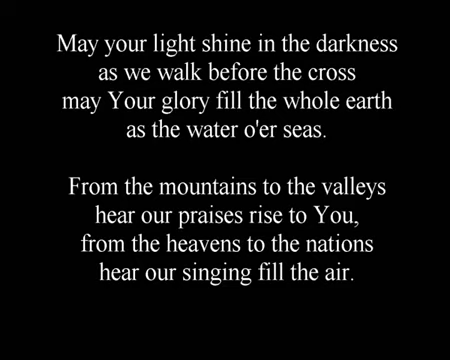 May your light shine in the darkness
as we walk before the cross
may Your glory fill the whole earth
as the water o'er seas.
From the mountains to the valleys
hear our praises rise to You,
from the heavens to the nations
hear our singing fill the air.